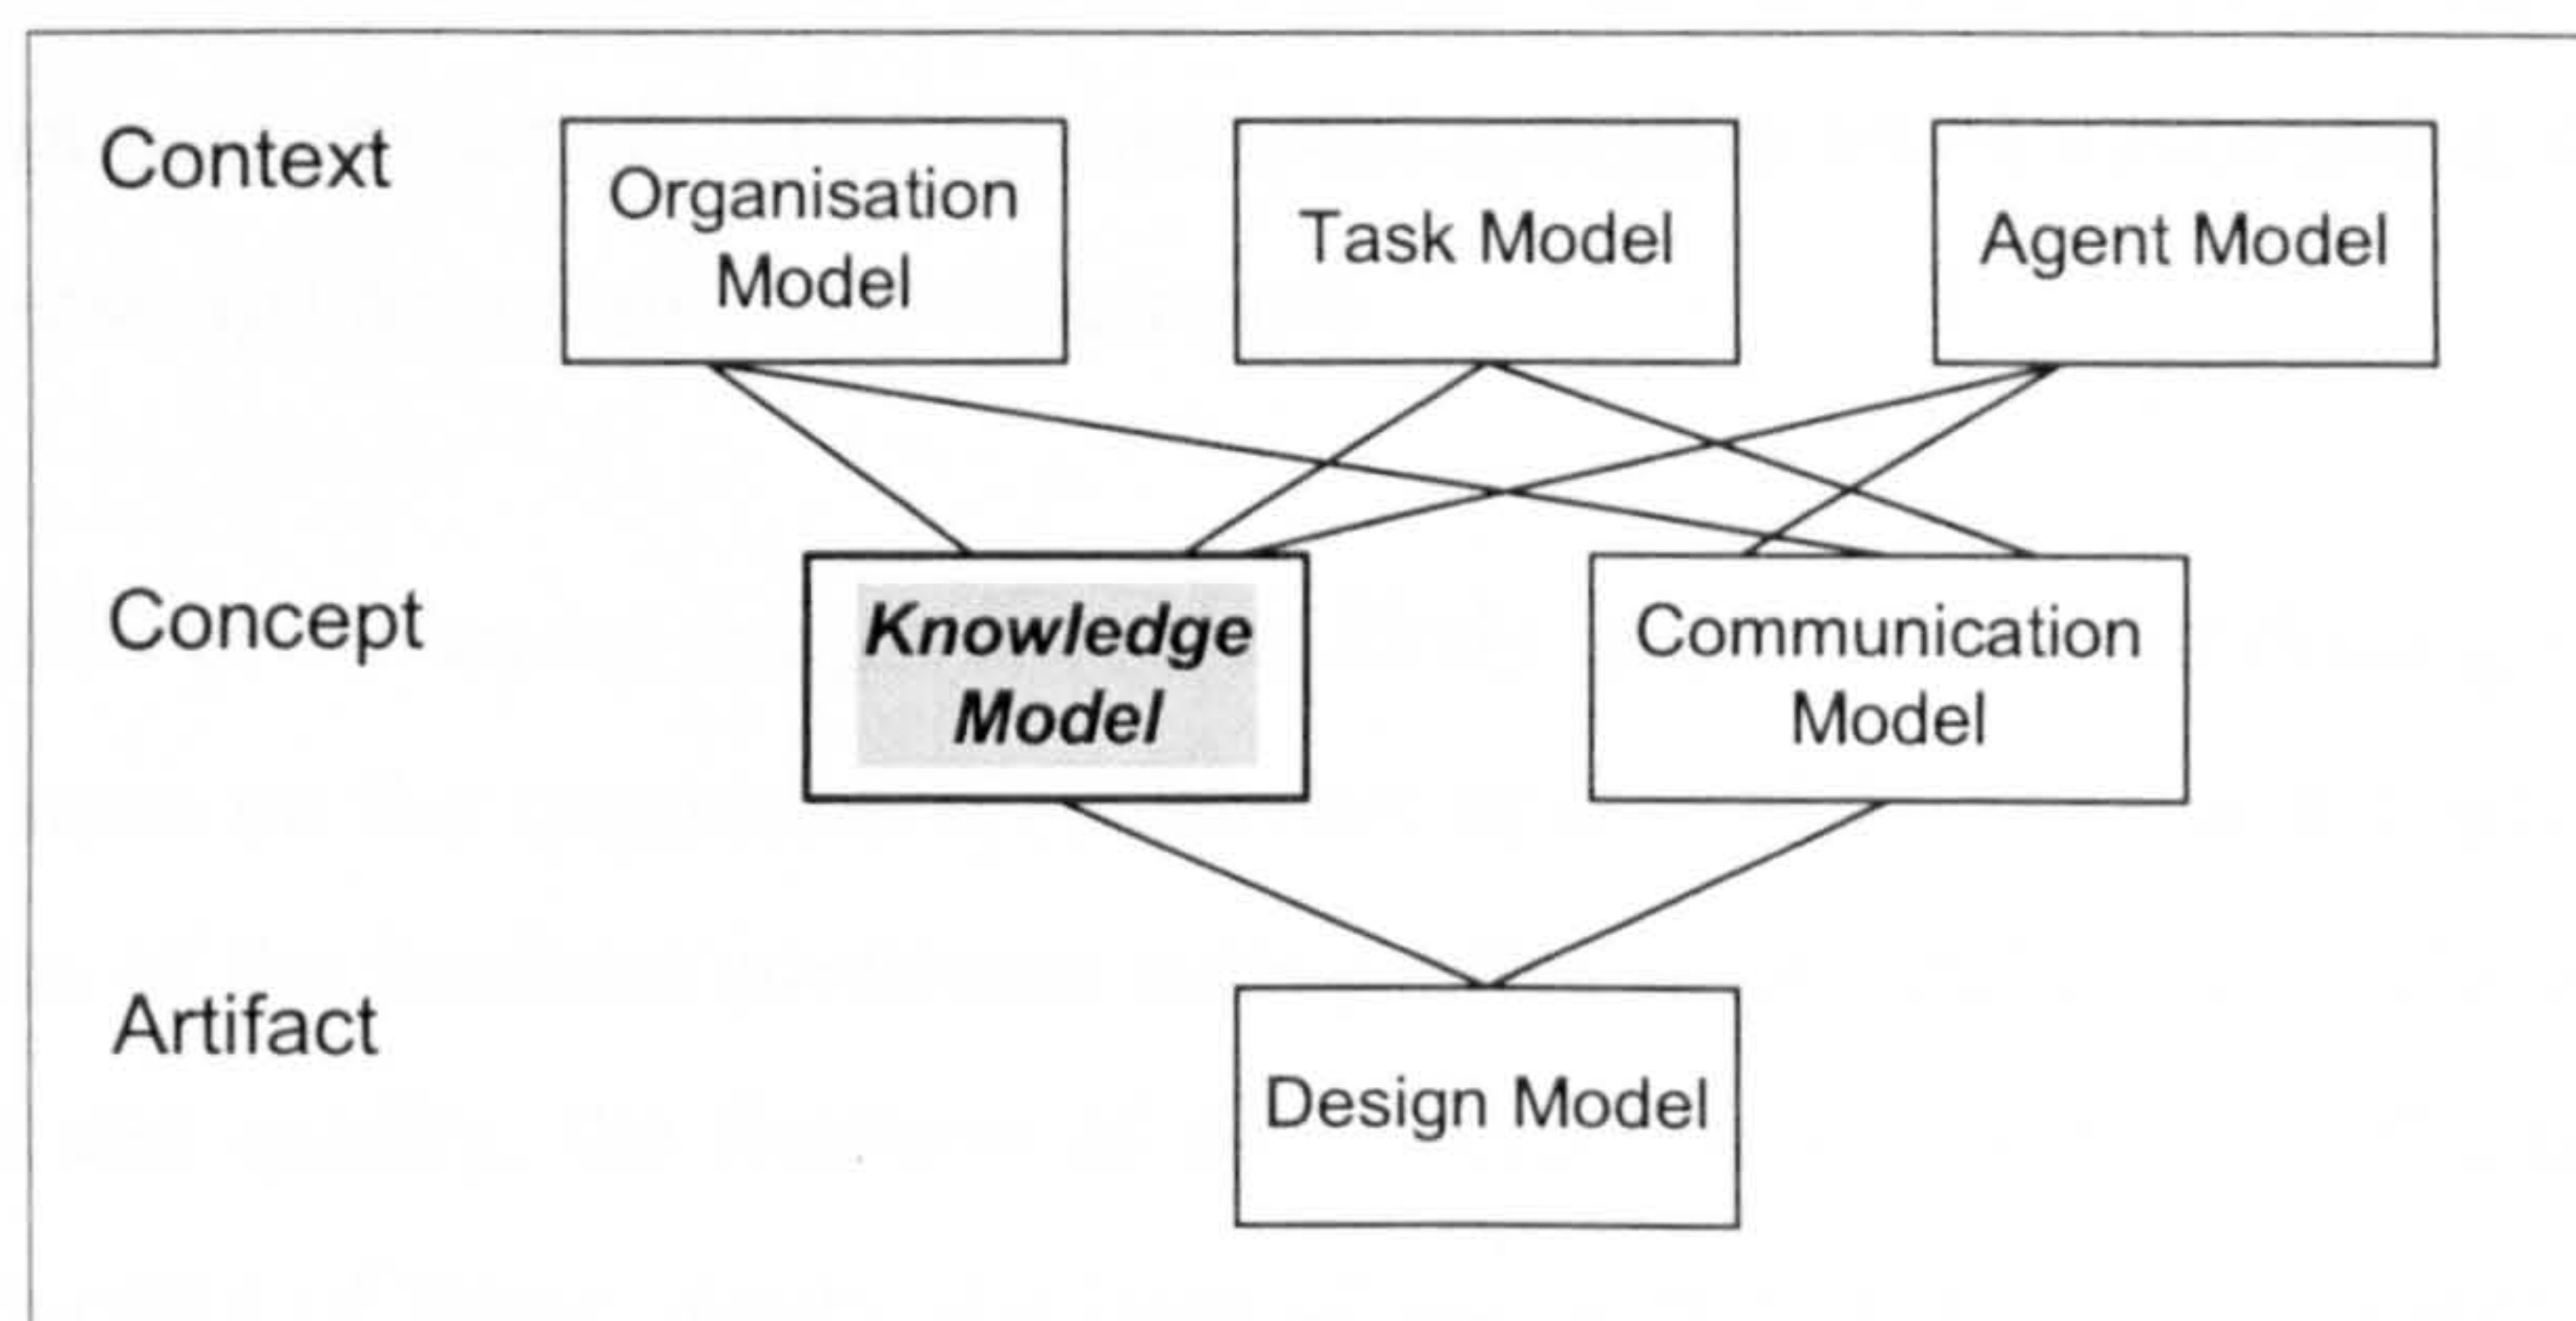 Context
Organisation
Model
Task Model
Agent Model
Concept
Knowledge
Model
Communication
Model
Artifact
Design Model